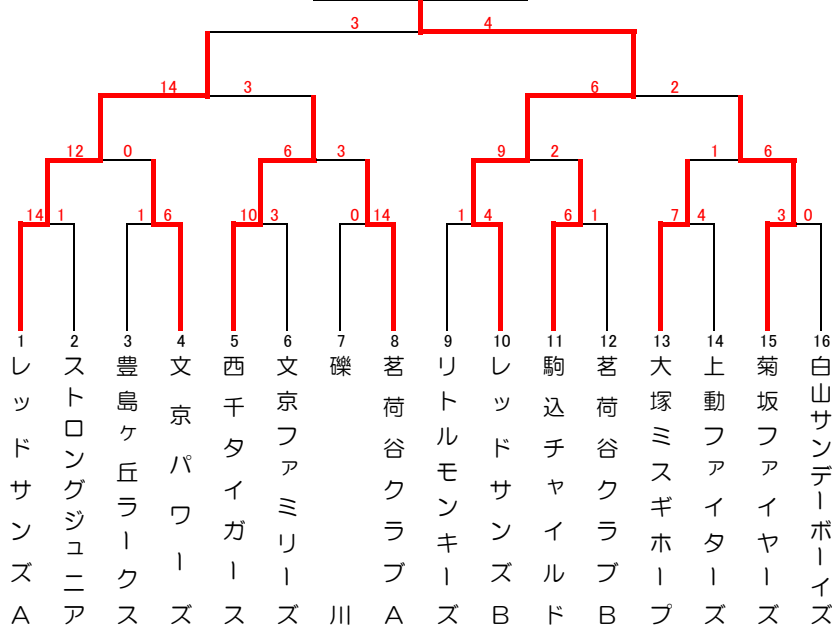 3 4
14 3 6 2
12 0 6 3 9 2 1 6
14 1 1 6 10 3 0 14 1 4 6 1 7 4 3 0
1 2 3 4 5 6 7 8 9 10 11 12 13 14 15 16
レッドサンズA
ストロングジュニア
豊島ヶ丘ラークス
文京パワーズ
西千タイガース
文京ファミリーズ
礫川
茗荷谷クラブA
リトルモンキーズ
レッドサンズB
駒込チャイルド
茗荷谷クラブB
大塚ミスギホープ
上動ファイターズ
菊坂ファイヤーズ
白山サンデーボーイズ